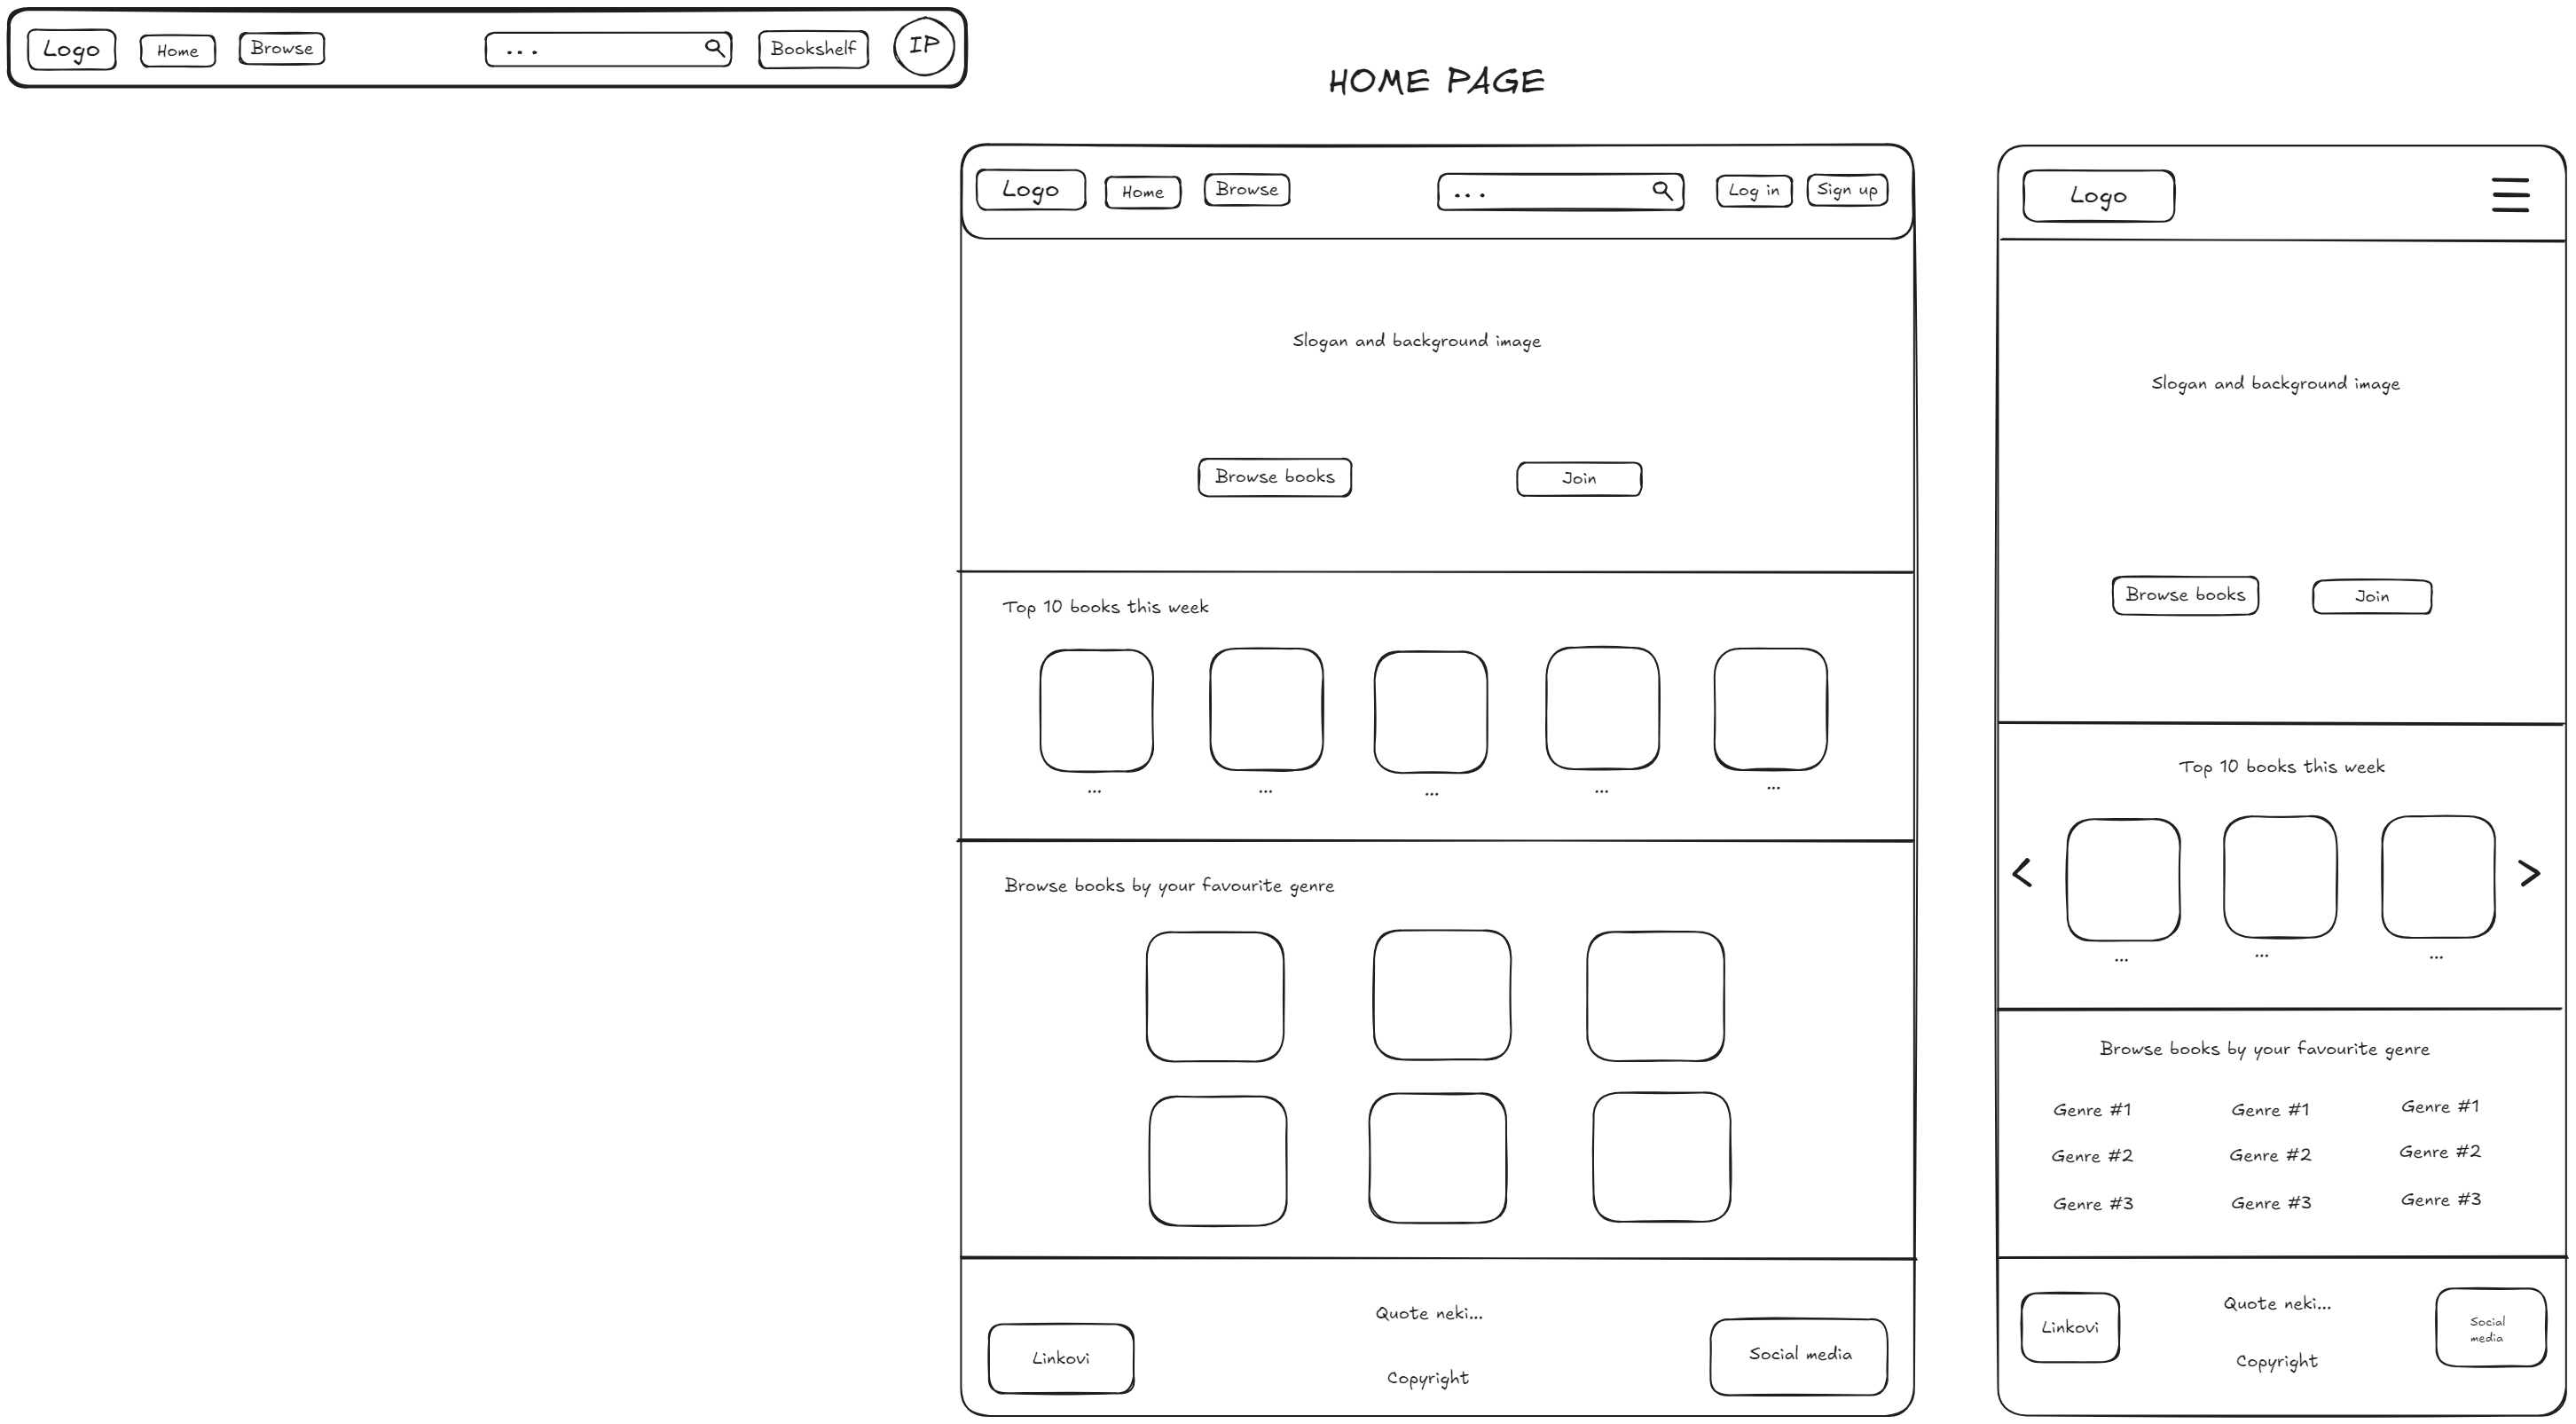 Logo
Home
Browse
...
Bookshelf
IP
HOME PAGE
Logo
Home
Browse
...
Log in
Sign up
Slogan and background image
Browse books
Join
Top 10 books this week
...
...
...
...
...
Browse books by your favourite genre
Quote neki...
Linkovi
Social media
Copyright
Logo
Slogan and background image
Browse books
Join
Top 10 books this week
<
>
...
...
...
Browse books by your favourite genre
Genre #1 Genre #1 Genre #1
Genre #2 Genre #2 Genre #2
Genre #3 Genre #3 Genre #3
Quote neki...
Linkovi
Social
media
Copyright